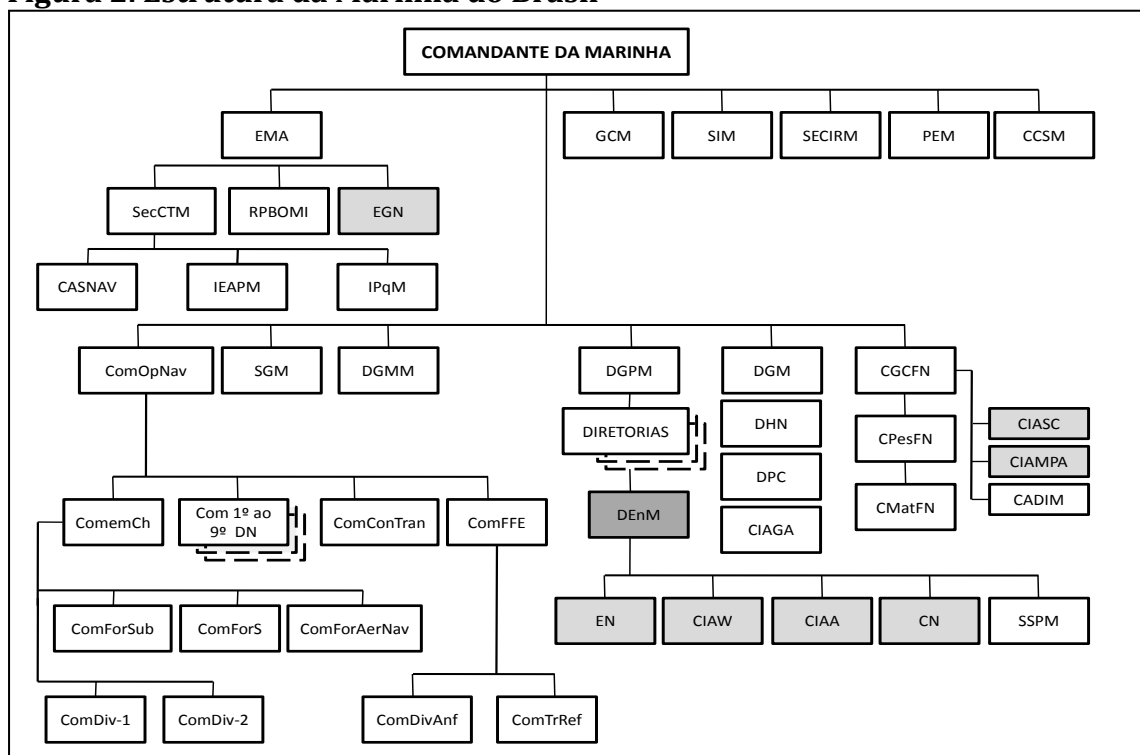 Figura 2: Estrutura da Marinha do Brasil
COMANDANTE DA MARINHA
EMA
GCM
SIM
SECIRM
PEM
CCSM
SecCTM
RPBOMI
EGN
CASNAV
IEAPM
IPqM
ComOpNav
SGM
DGMM
DGPM
DGM
CGCFN
DIRETORIAS
DHN
CPesFN
CIASC
CIAMPA
CADIM
DPC
CMatFN
DEnM
CIAGA
ComemCh
Com 1º ao
9º DN
ComConTran
ComFFE
EN
CIAW
CIAA
CN
SSPM
ComForSub
ComForS
ComForAerNav
ComDiv-1
ComDiv-2
ComDivAnf
ComTrRef